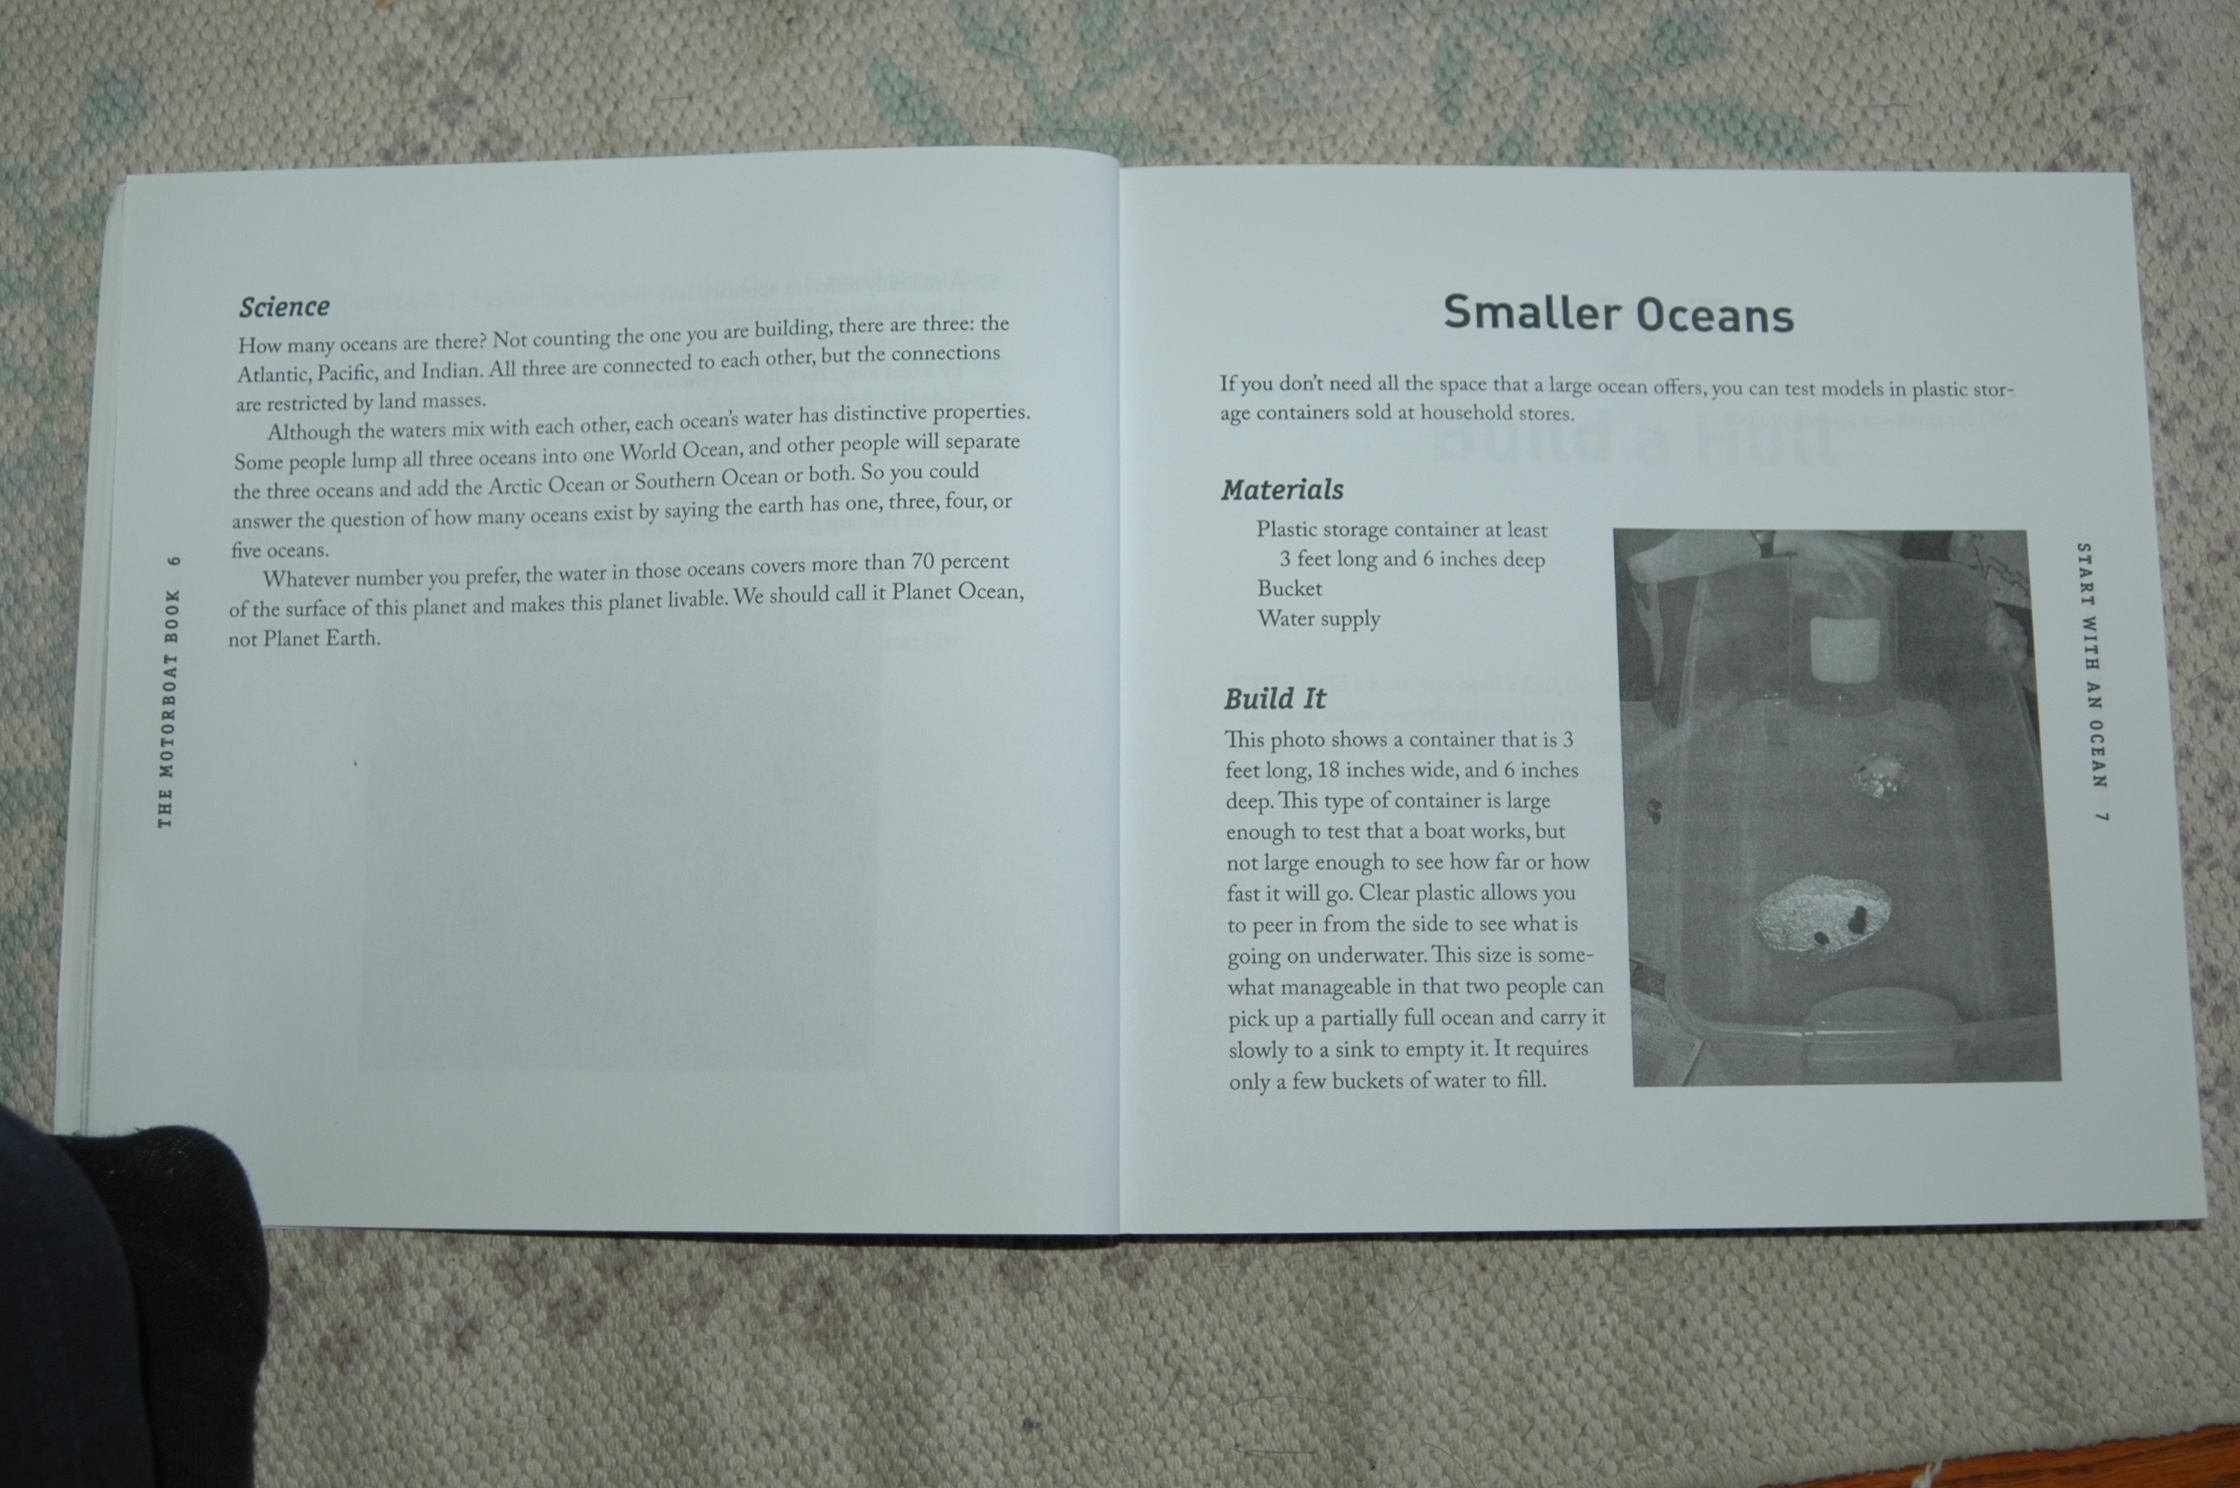 Science
How many oceans are there? Not counting the one you are building, there are three: the
Atlantic, Pacific, and Indian. All three are connected to each other, but the connections
are restricted by land masses.
Although the waters mix with each other, each ocean's water has distinctive properties.
Some people lump all three oceans into one World Ocean, and other people will separate
the three oceans and add the Arctic Ocean or Southern Ocean or both. So you could
answer the question of how many oceans exist by saying the earth has one, three, four, or
five oceans.
Whatever number you prefer, the water in those oceans covers more than 70 percent
of the surface of this planet and makes this planet livable. We should call it Planet Ocean,
not Planet Earth.
THE MOTORBOAT BOOK 6
Smaller Oceans
If you don't need all the space that a large ocean offers, you can test models in plastic stor-
age containers sold at household stores.
Materials
Plastic storage container at least
3 feet long and 6 inches deep
Bucket
Water supply
Build It
This photo shows a container that is 3
feet long, 18 inches wide, and 6 inches
deep. This type of container is large
enough to test that a boat works, but
not large enough to see how far or how
fast it will go. Clear plastic allows you
to peer in from the side to see what is
going on underwater. This size is some-
what manageable in that two people can
pick up a partially full ocean and carry it
slowly to a sink to empty it. It requires
only a few buckets of water to fill.
START WITH AN OCEAN 7